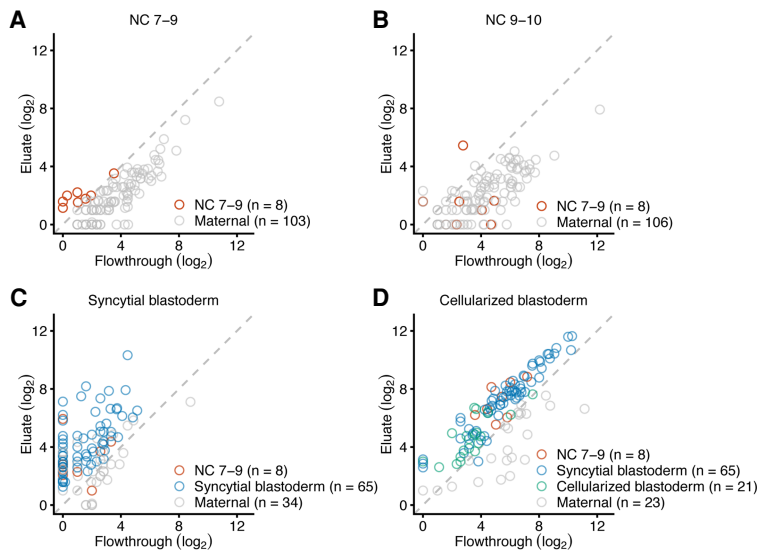 A
NC 7–9
Eluate (log₂)
12
8
4
0
NC 7–9 (n = 8)
Maternal (n = 103)
0 4 8 12
Flowthrough (log₂)
B
NC 9–10
Eluate (log₂)
12
8
4
0
NC 7–9 (n = 8)
Maternal (n = 106)
0 4 8 12
Flowthrough (log₂)
C
Syncytial blastoderm
Eluate (log₂)
12
8
4
0
NC 7–9 (n = 8)
Syncytial blastoderm (n = 65)
Maternal (n = 34)
0 4 8 12
Flowthrough (log₂)
D
Cellularized blastoderm
Eluate (log₂)
12
8
4
0
NC 7–9 (n = 8)
Syncytial blastoderm (n = 65)
Cellularized blastoderm (n = 21)
Maternal (n = 23)
0 4 8 12
Flowthrough (log₂)